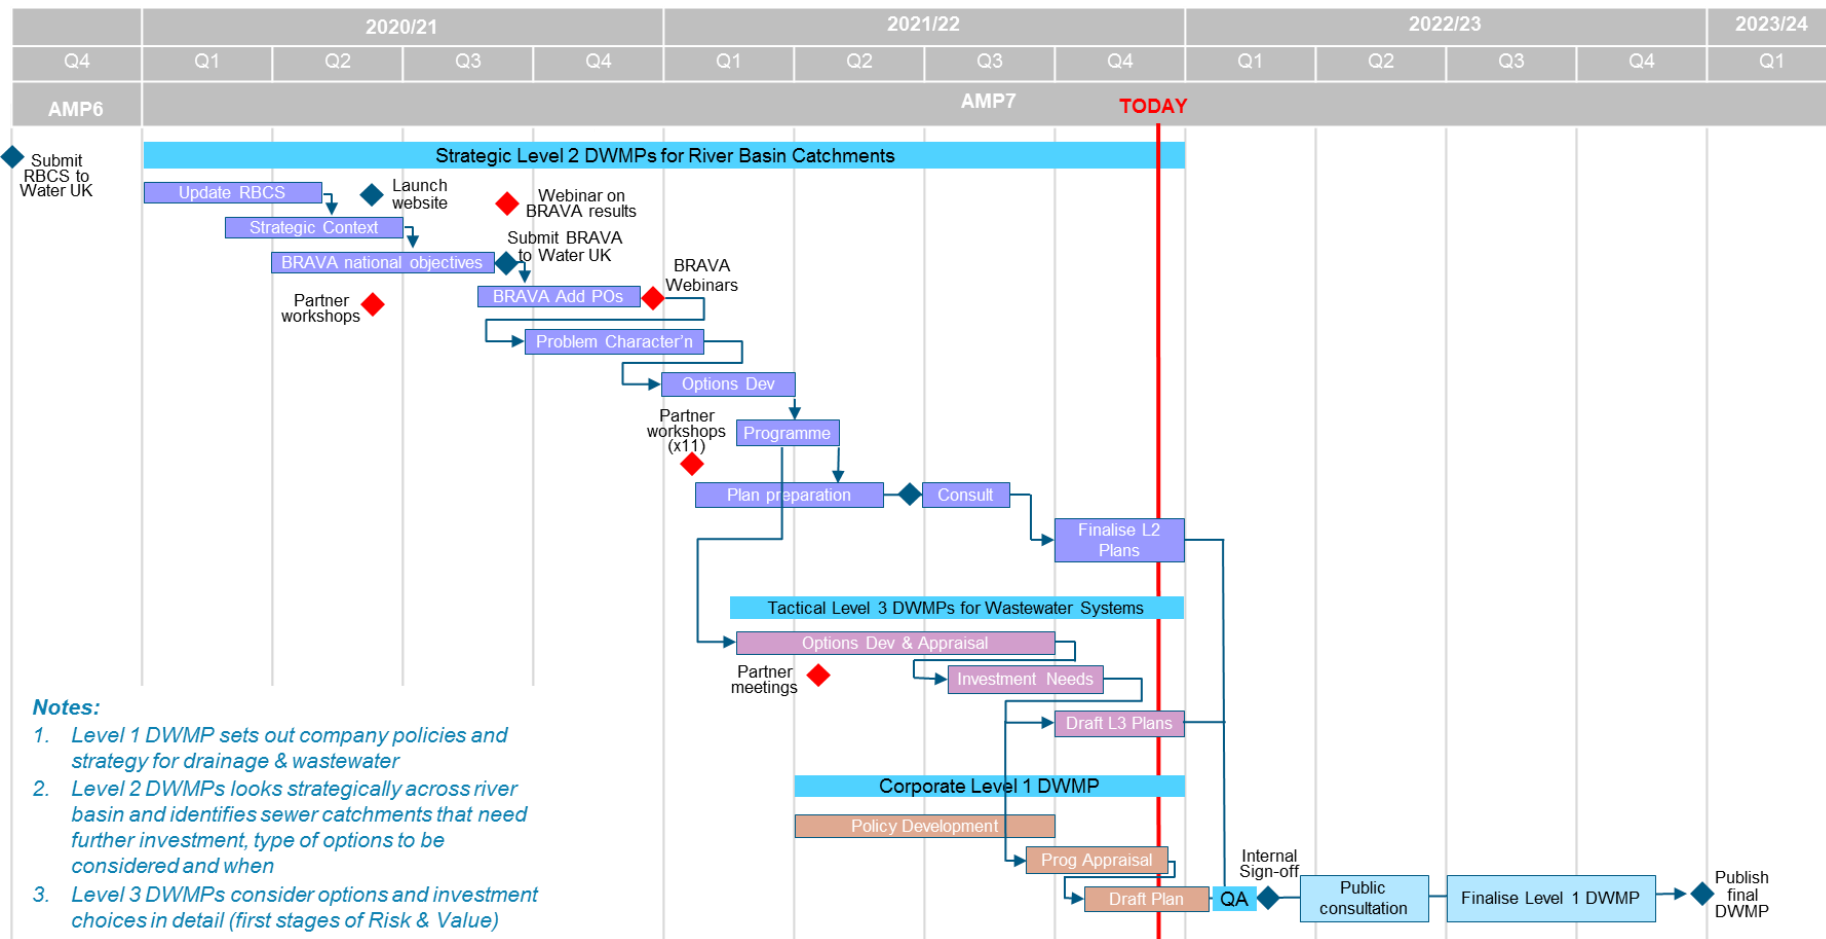 2020/21
2021/22
2022/23
2023/24
Q4
Q1
Q2
Q3
Q4
Q1
Q2
Q3
Q4
Q1
Q2
Q3
Q4
Q1
AMP6
AMP7
TODAY
Submit
RBCS to
Water UK
Strategic Level 2 DWMPs for River Basin Catchments
Update RBCS
Launch
website
Webinar on
BRAVA results
Strategic Context
Submit BRAVA
to Water UK
BRAVA national objectives
BRAVA
Webinars
BRAVA Add POs
Partner
workshops
Problem Character'n
Options Dev
Partner
workshops
(x11)
Programme
Plan preparation
Consult
Finalise L2
Plans
Tactical Level 3 DWMPs for Wastewater Systems
Options Dev & Appraisal
Partner
meetings
Investment Needs
Draft L3 Plans
Corporate Level 1 DWMP
Policy Development
Prog Appraisal
Draft Plan
QA
Internal
Sign-off
Public
consultation
Finalise Level 1 DWMP
Publish
final
DWMP
Notes:
1. Level 1 DWMP sets out company policies and
strategy for drainage & wastewater
2. Level 2 DWMPs looks strategically across river
basin and identifies sewer catchments that need
further investment, type of options to be
considered and when
3. Level 3 DWMPs consider options and investment
choices in detail (first stages of Risk & Value)